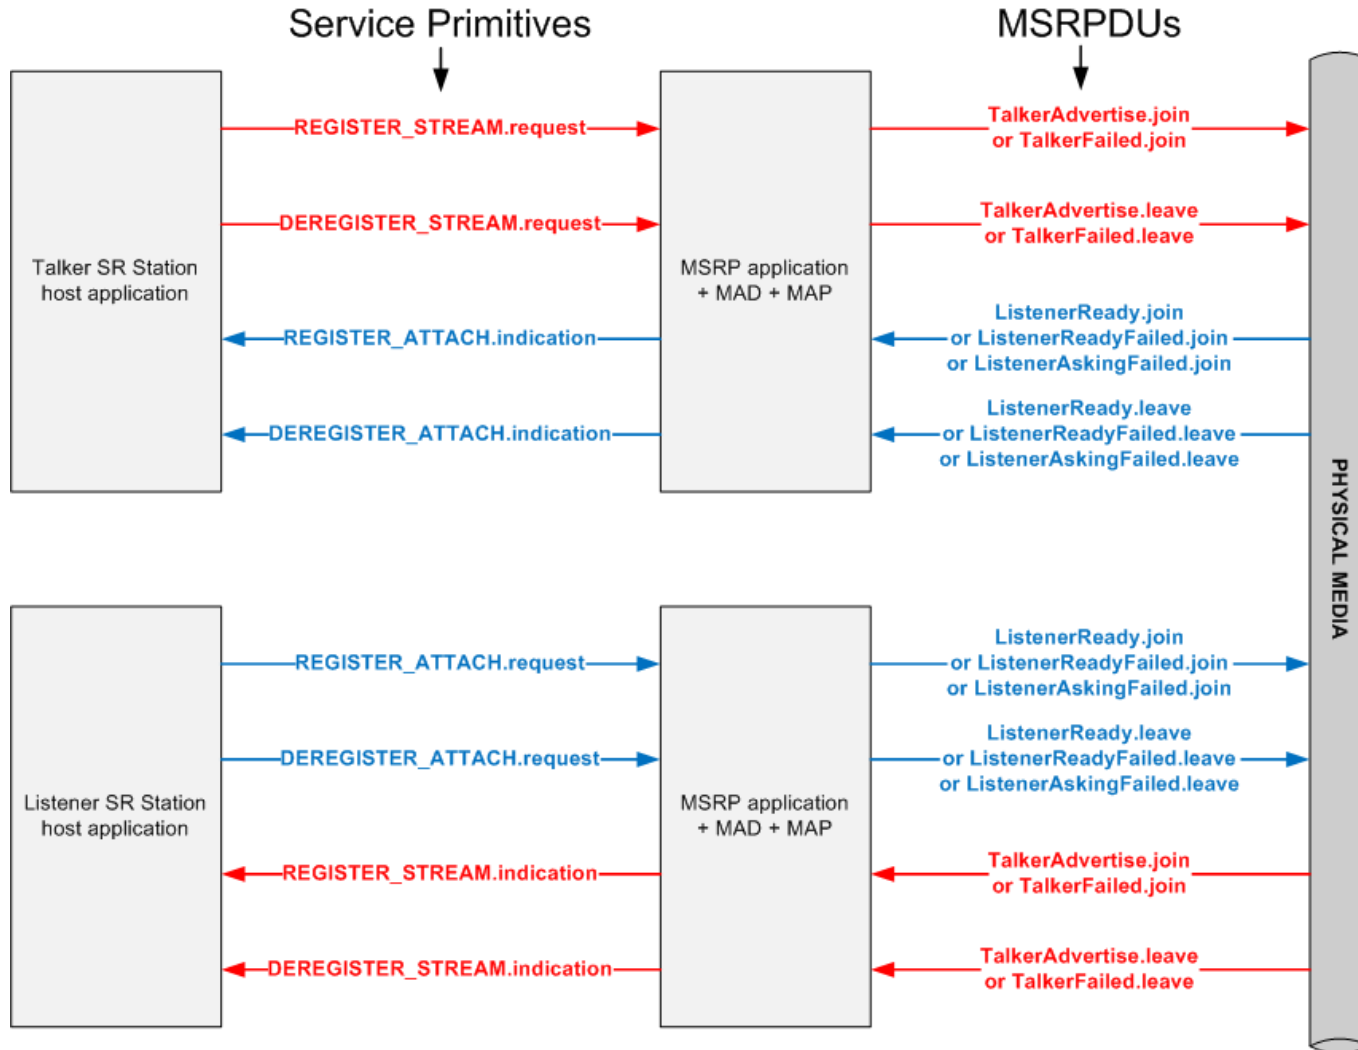 Service Primitives
MSRPDUs
REGISTER_STREAM.request
TalkerAdvertise.join
or TalkerFailed.join
DEREGISTER_STREAM.request
TalkerAdvertise.leave
or TalkerFailed.leave
Talker SR Station
host application
MSRP application
+ MAD + MAP
REGISTER_ATTACH.indication
ListenerReady.join
or ListenerReadyFailed.join
or ListenerAskingFailed.join
DEREGISTER_ATTACH.indication
ListenerReady.leave
or ListenerReadyFailed.leave
or ListenerAskingFailed.leave
PHYSICAL MEDIA
REGISTER_ATTACH.request
ListenerReady.join
or ListenerReadyFailed.join
or ListenerAskingFailed.join
DEREGISTER_ATTACH.request
ListenerReady.leave
or ListenerReadyFailed.leave
or ListenerAskingFailed.leave
Listener SR Station
host application
MSRP application
+ MAD + MAP
REGISTER_STREAM.indication
TalkerAdvertise.join
or TalkerFailed.join
DEREGISTER_STREAM.indication
TalkerAdvertise.leave
or TalkerFailed.leave